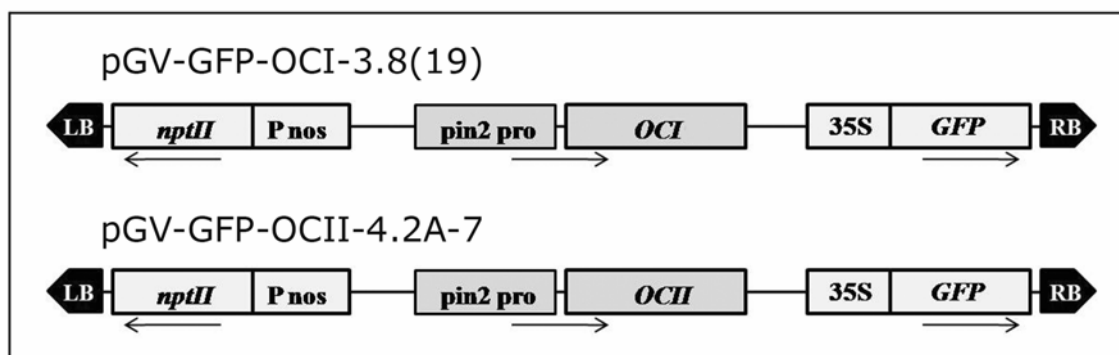 pGV-GFP-OCI-3.8(19)
LB nptII P nos pin2 pro OCI 35S GFP RB
pGV-GFP-OCII-4.2A-7
LB nptII P nos pin2 pro OCII 35S GFP RB